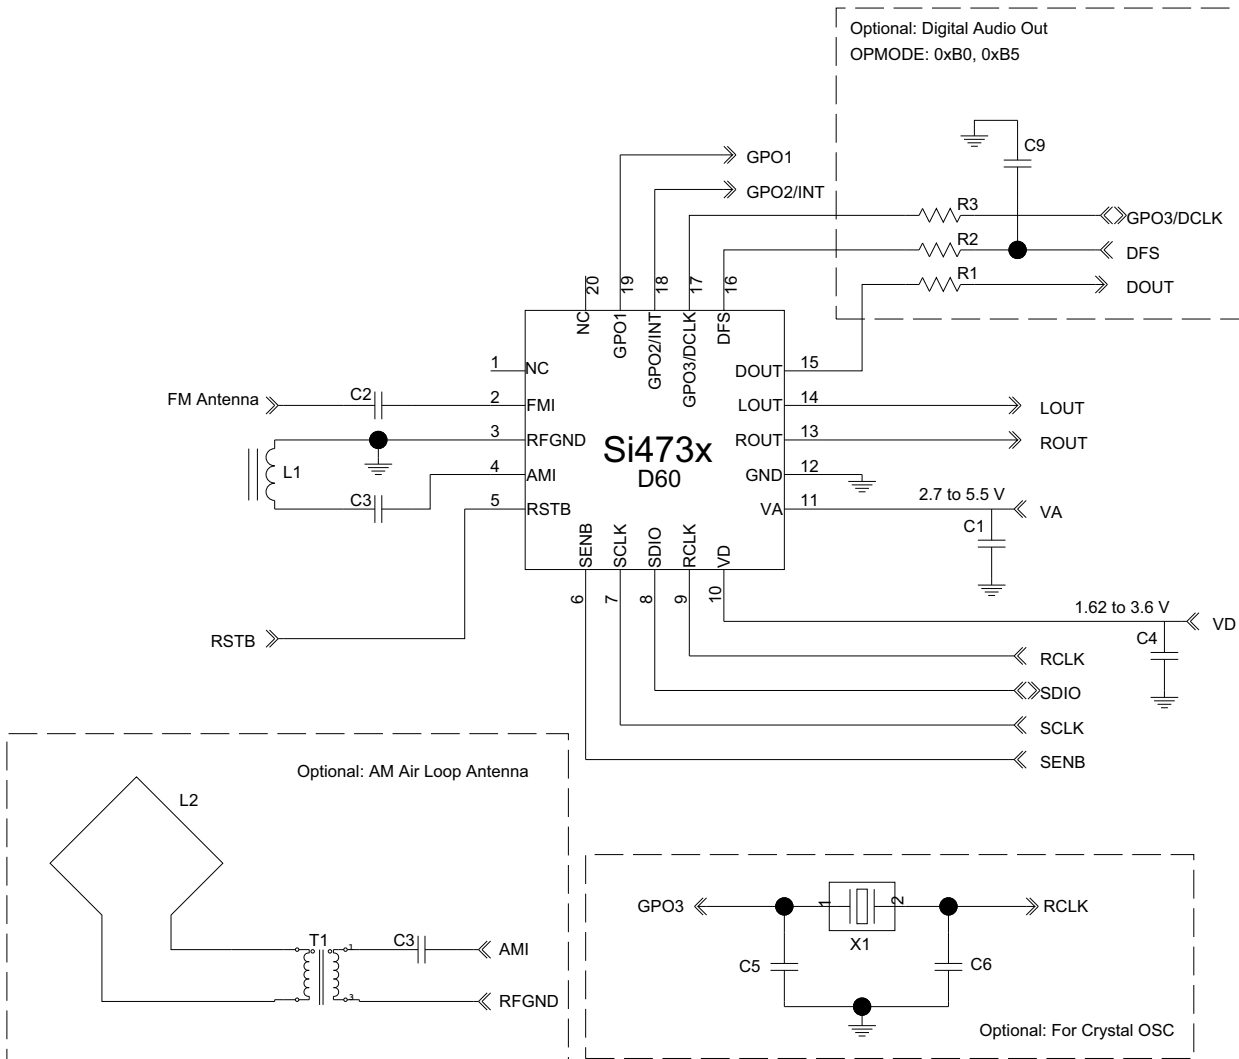 Optional: Digital Audio Out
OPMODE: 0xB0, 0xB5
C9
GPO1
GPO2/INT
R3
GPO3/DCLK
R2
DFS
R1
DOUT
20
19
18
17
16
NC
GPO1
GPO2/INT
GPO3/DCLK
DFS
1
NC
DOUT
15
FM Antenna
C2
2
FMI
LOUT
14
LOUT
3
RFGND
ROUT
13
ROUT
Si473x
D60
L1
4
AMI
GND
12
C3
5
RSTB
VA
11
2.7 to 5.5 V
VA
C1
SENB
SCLK
SDIO
RCLK
VD
6
7
8
9
10
1.62 to 3.6 V
VD
C4
RSTB
RCLK
SDIO
SCLK
SENB
Optional: AM Air Loop Antenna
L2
T1
1
C3
AMI
3
RFGND
GPO3
1
2
RCLK
X1
C5
C6
Optional: For Crystal OSC